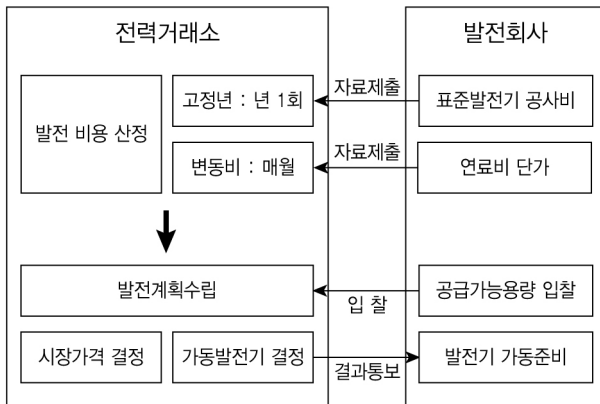 전력거래소
발전회사
발전 비용 산정
고정년 : 년 1회
자료제출
표준발전기 공사비
변동비 : 매월
자료제출
연료비 단가
발전계획수립
입 찰
공급가능용량 입찰
시장가격 결정
가동발전기 결정
결과통보
발전기 가동준비